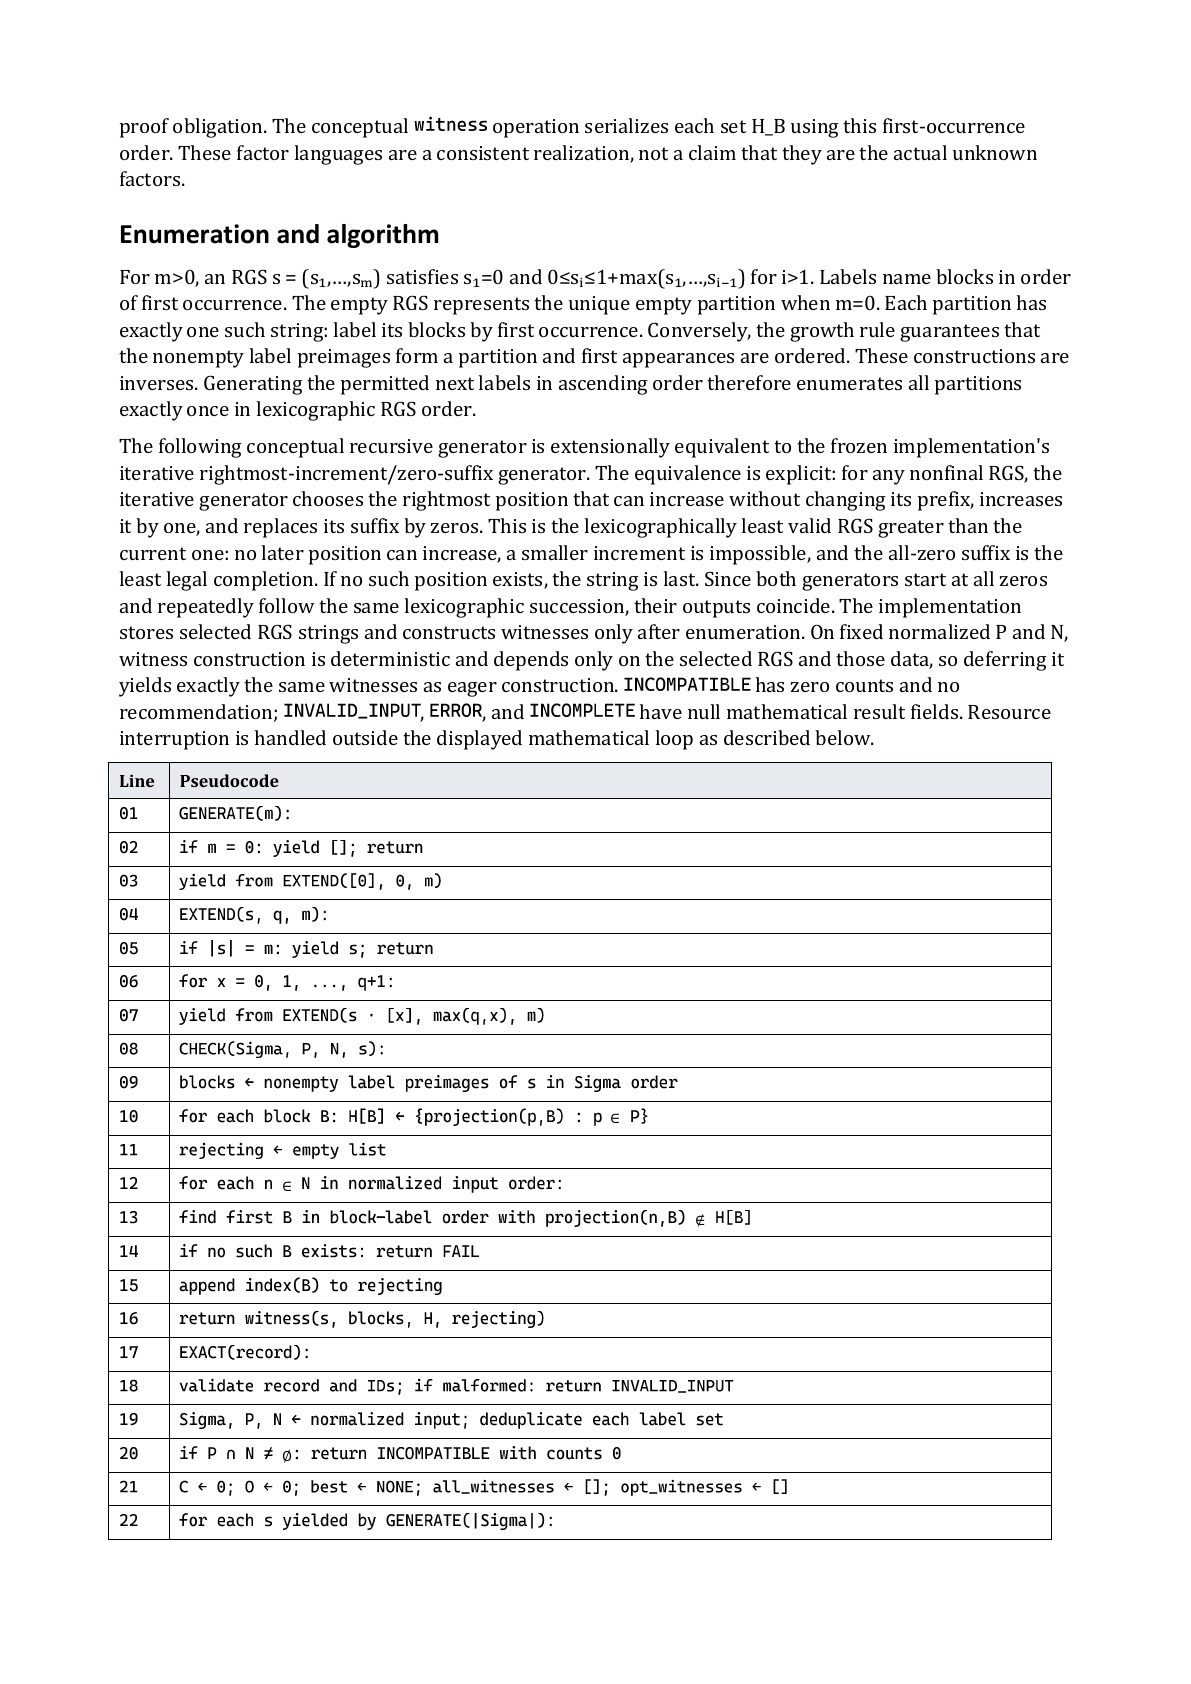 proof obligation. The conceptual witness operation serializes each set H_B using this first-occurrence
order. These factor languages are a consistent realization, not a claim that they are the actual unknown
factors.
Enumeration and algorithm
For m>0, an RGS s = (s₁,…,sₘ) satisfies s₁=0 and 0≤sᵢ≤1+max(s₁,…,sᵢ₋₁) for i>1. Labels name blocks in order
of first occurrence. The empty RGS represents the unique empty partition when m=0. Each partition has
exactly one such string: label its blocks by first occurrence. Conversely, the growth rule guarantees that
the nonempty label preimages form a partition and first appearances are ordered. These constructions are
inverses. Generating the permitted next labels in ascending order therefore enumerates all partitions
exactly once in lexicographic RGS order.
The following conceptual recursive generator is extensionally equivalent to the frozen implementation's
iterative rightmost-increment/zero-suffix generator. The equivalence is explicit: for any nonfinal RGS, the
iterative generator chooses the rightmost position that can increase without changing its prefix, increases
it by one, and replaces its suffix by zeros. This is the lexicographically least valid RGS greater than the
current one: no later position can increase, a smaller increment is impossible, and the all-zero suffix is the
least legal completion. If no such position exists, the string is last. Since both generators start at all zeros
and repeatedly follow the same lexicographic succession, their outputs coincide. The implementation
stores selected RGS strings and constructs witnesses only after enumeration. On fixed normalized P and N,
witness construction is deterministic and depends only on the selected RGS and those data, so deferring it
yields exactly the same witnesses as eager construction. INCOMPATIBLE has zero counts and no
recommendation; INVALID_INPUT, ERROR, and INCOMPLETE have null mathematical result fields. Resource
interruption is handled outside the displayed mathematical loop as described below.
Line Pseudocode
01 GENERATE(m):
02 if m = 0: yield []; return
03 yield from EXTEND([0], 0, m)
04 EXTEND(s, q, m):
05 if |s| = m: yield s; return
06 for x = 0, 1, ..., q+1:
07 yield from EXTEND(s · [x], max(q,x), m)
08 CHECK(Sigma, P, N, s):
09 blocks ← nonempty label preimages of s in Sigma order
10 for each block B: H[B] ← {projection(p,B) : p ∈ P}
11 rejecting ← empty list
12 for each n ∈ N in normalized input order:
13 find first B in block-label order with projection(n,B) ∉ H[B]
14 if no such B exists: return FAIL
15 append index(B) to rejecting
16 return witness(s, blocks, H, rejecting)
17 EXACT(record):
18 validate record and IDs; if malformed: return INVALID_INPUT
19 Sigma, P, N ← normalized input; deduplicate each label set
20 if P ∩ N ≠ ∅: return INCOMPATIBLE with counts 0
21 C ← 0; O ← 0; best ← NONE; all_witnesses ← []; opt_witnesses ← []
22 for each s yielded by GENERATE(|Sigma|):